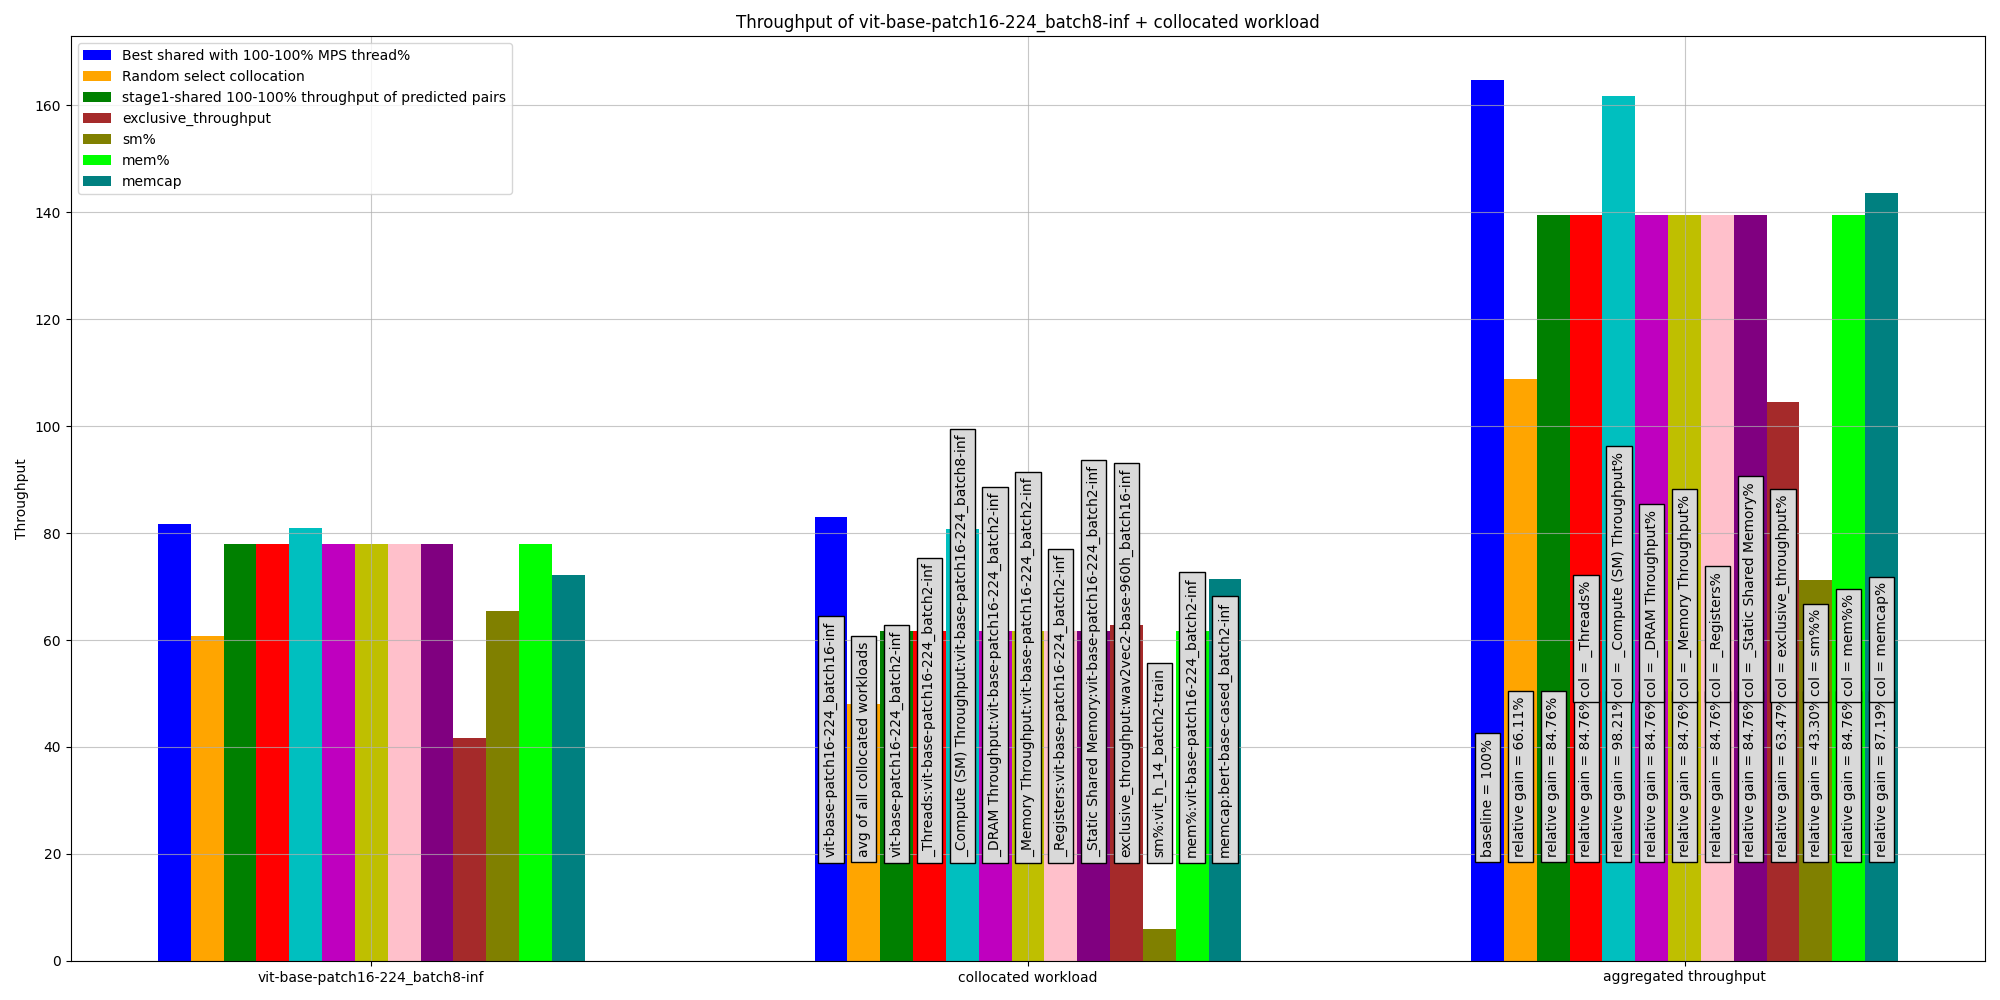 Throughput of vit-base-patch16-224_batch8-inf + collocated workload
Best shared with 100-100% MPS thread%
Random select collocation
stage1-shared 100-100% throughput of predicted pairs
exclusive_throughput
sm%
mem%
memcap
Throughput
160
140
120
100
80
60
40
20
0
vit-base-patch16-224_batch16-inf
avg of all collocated workloads
vit-base-patch16-224_batch2-inf
_Threads:vit-base-patch16-224_batch2-inf
_Compute (SM) Throughput:vit-base-patch16-224_batch8-inf
_DRAM Throughput:vit-base-patch16-224_batch2-inf
_Memory Throughput:vit-base-patch16-224_batch2-inf
_Registers:vit-base-patch16-224_batch2-inf
_Static Shared Memory:vit-base-patch16-224_batch2-inf
exclusive_throughput:wav2vec2-base-960h_batch16-inf
sm%:vit_h_14_batch2-train
mem%:vit-base-patch16-224_batch2-inf
memcap:bert-base-cased_batch2-inf
baseline = 100%
relative gain = 66.11%
relative gain = 84.76%
relative gain = 84.76%
col = _Threads%
relative gain = 98.21%
col = _Compute (SM) Throughput%
relative gain = 84.76%
col = _DRAM Throughput%
relative gain = 84.76%
col = _Memory Throughput%
relative gain = 84.76%
col = _Registers%
relative gain = 84.76%
col = _Static Shared Memory%
relative gain = 63.47%
col = exclusive_throughput%
relative gain = 43.30%
col = sm%%
relative gain = 84.76%
col = mem%%
relative gain = 87.19%
col = memcap%
vit-base-patch16-224_batch8-inf
collocated workload
aggregated throughput